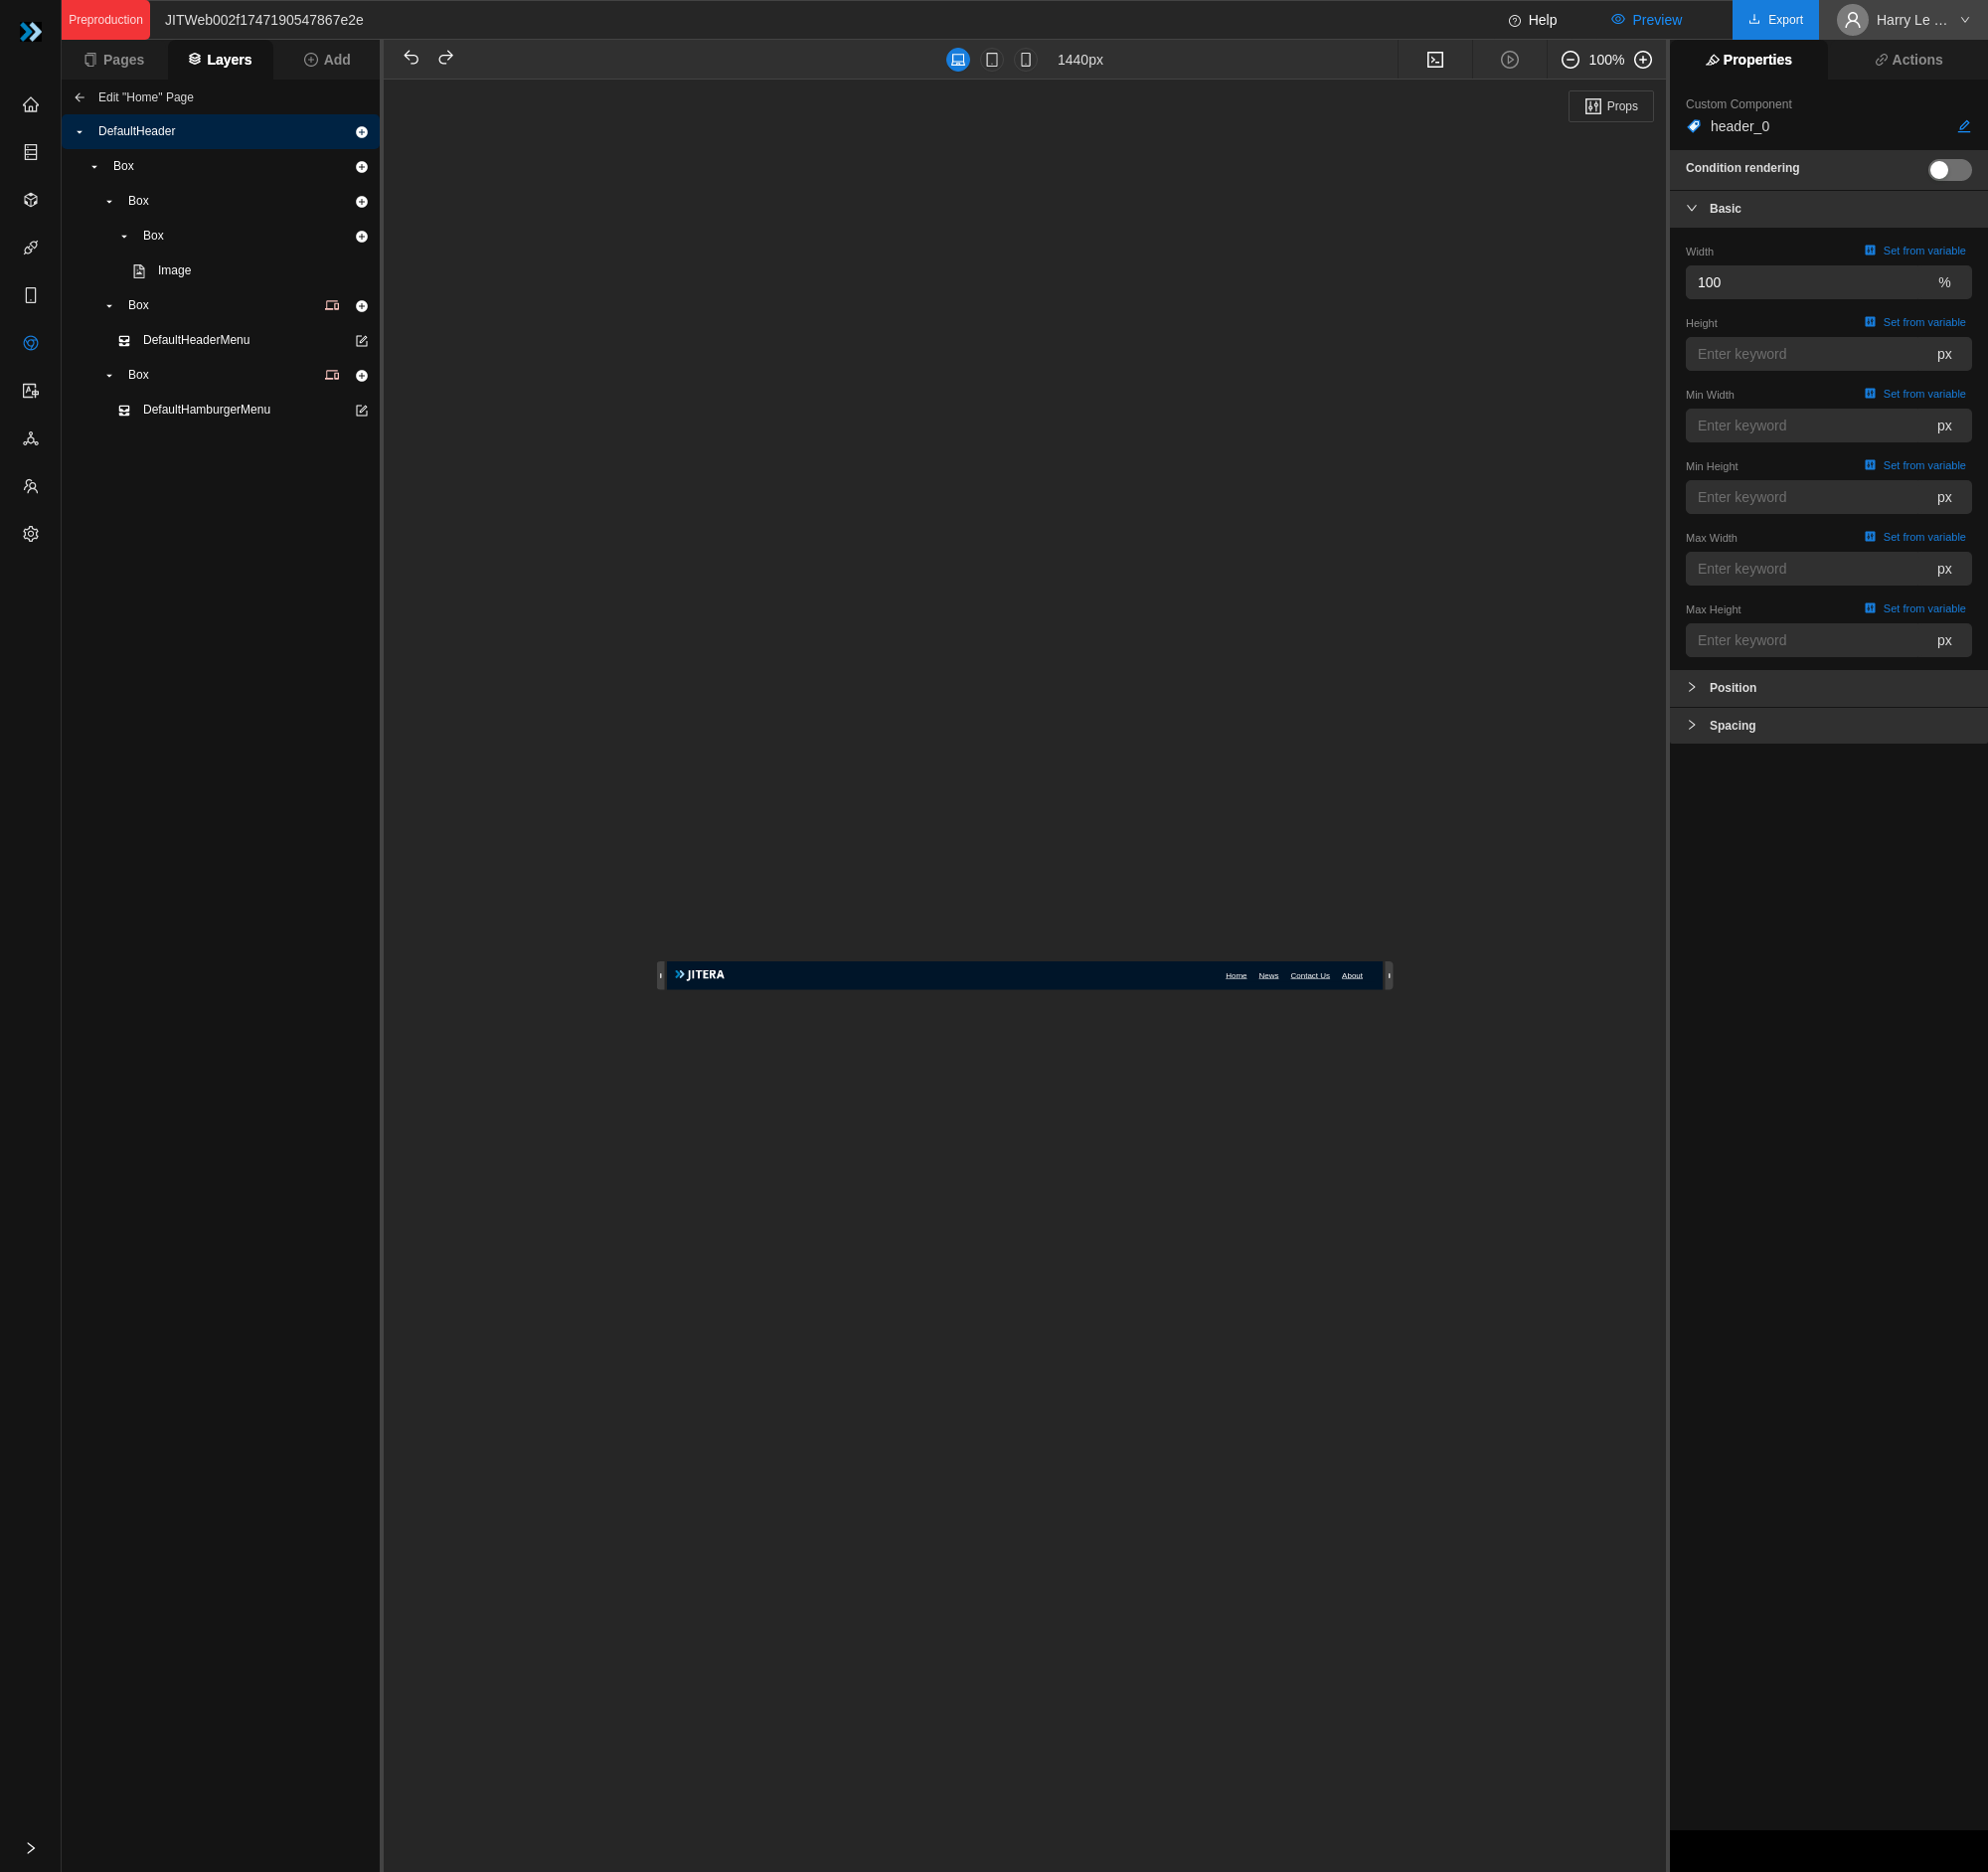 Preproduction
JITWeb002f1747190547867e2e
Help
Preview
Export
Harry Le ...
Pages
Layers
Add
1440px
100%
Properties
Actions
Edit "Home" Page
DefaultHeader
Box
Box
Box
Image
Box
DefaultHeaderMenu
Box
DefaultHamburgerMenu
Props
JITERA
Home
News
Contact Us
About
Custom Component
header_0
Condition rendering
Basic
Width
Set from variable
100
%
Height
Set from variable
Enter keyword
px
Min Width
Set from variable
Enter keyword
px
Min Height
Set from variable
Enter keyword
px
Max Width
Set from variable
Enter keyword
px
Max Height
Set from variable
Enter keyword
px
Position
Spacing